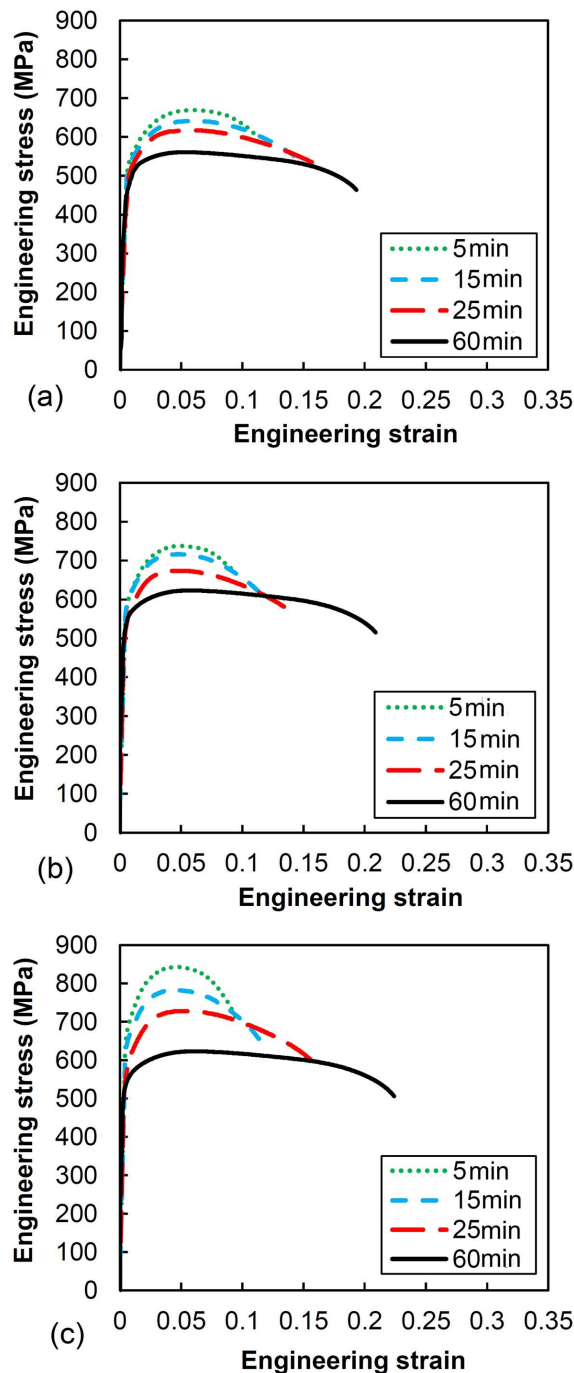 Engineering stress (MPa)
900
800
700
600
500
400
300
200
100
0
5min
15min
25min
60min
(a)
0 0.05 0.1 0.15 0.2 0.25 0.3 0.35
Engineering strain
Engineering stress (MPa)
900
800
700
600
500
400
300
200
100
0
5min
15min
25min
60min
(b)
0 0.05 0.1 0.15 0.2 0.25 0.3 0.35
Engineering strain
Engineering stress (MPa)
900
800
700
600
500
400
300
200
100
0
5min
15min
25min
60min
(c)
0 0.05 0.1 0.15 0.2 0.25 0.3 0.35
Engineering strain